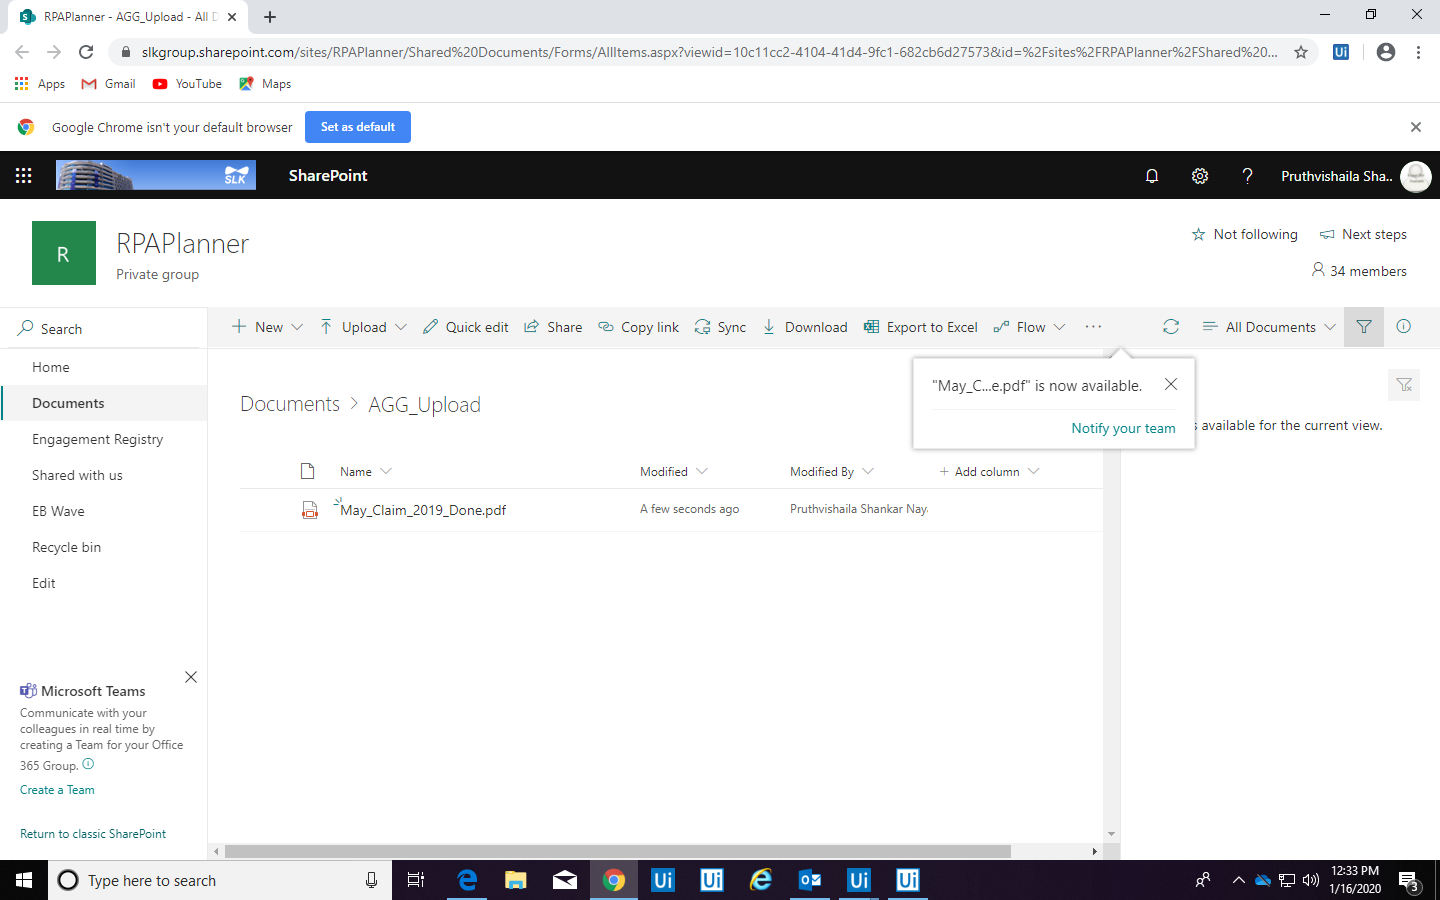 RPAPlanner - AGG_Upload - All D
slkgroup.sharepoint.com/sites/RPAPlanner/Shared%20Documents/Forms/AllItems.aspx?viewid=10c11cc2-4104-41d4-9fc1-682cb6d27573&id=%2Fsites%2FRPAPlanner%2FShared%20...
Ui
Apps
Gmail
YouTube
Maps
Google Chrome isn't your default browser
Set as default
SLK
SharePoint
Pruthvishaila Sha..
R
RPAPlanner
Private group
Not following
Next steps
34 members
Search
New
Upload
Quick edit
Share
Copy link
Sync
Download
Export to Excel
Flow
All Documents
Home
Documents
Engagement Registry
Shared with us
EB Wave
Recycle bin
Edit
Documents > AGG_Upload
"May_C...e.pdf" is now available.
Notify your team
s available for the current view.
Name
Modified
Modified By
+ Add column
May_Claim_2019_Done.pdf
A few seconds ago
Pruthvishaila Shankar Nay
Microsoft Teams
Communicate with your
colleagues in real time by
creating a Team for your Office
365 Group.
Create a Team
Return to classic SharePoint
Type here to search
Ui
Ui
Ui
Ui
12:33 PM
1/16/2020
3